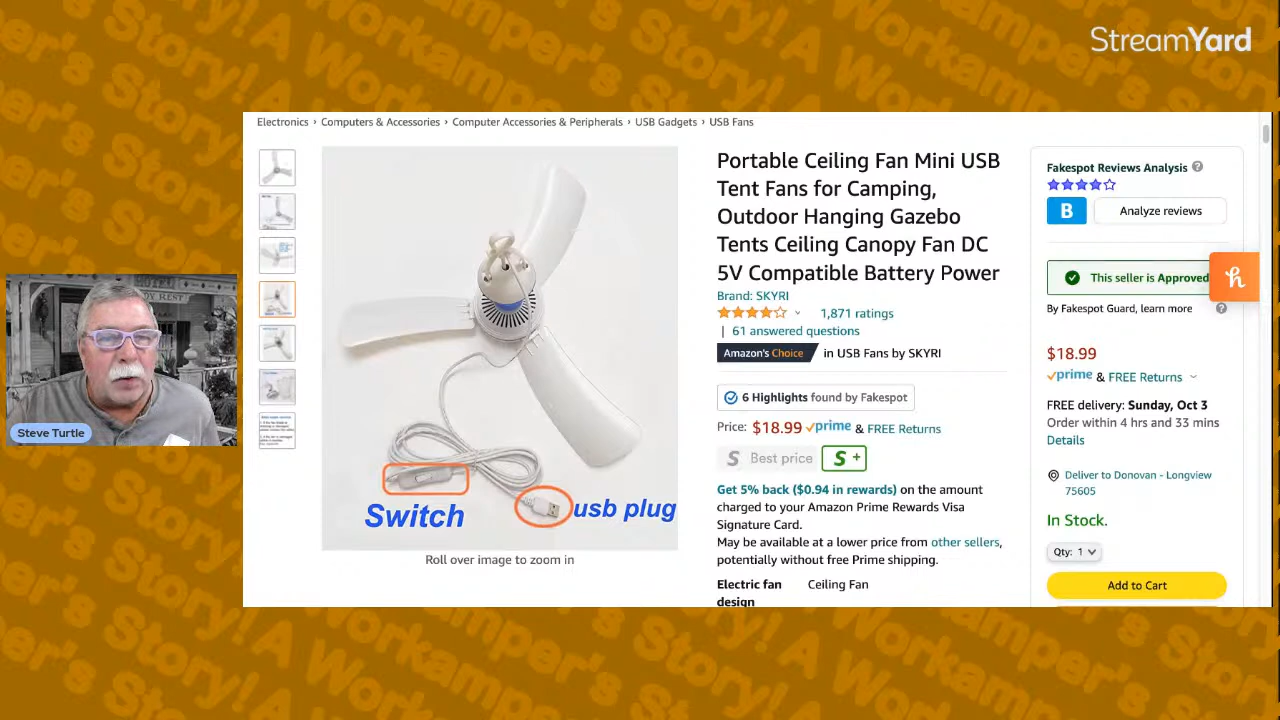 StreamYard
A Workamper's Story!
Electronics › Computers & Accessories › Computer Accessories & Peripherals › USB Gadgets › USB Fans
Portable Ceiling Fan Mini USB
Tent Fans for Camping,
Outdoor Hanging Gazebo
Tents Ceiling Canopy Fan DC
5V Compatible Battery Power
Brand: SKYRI
1,871 ratings
| 61 answered questions
Amazon's Choice in USB Fans by SKYRI
6 Highlights found by Fakespot
Price: $18.99 prime & FREE Returns
S Best price S+
Get 5% back ($0.94 in rewards) on the amount
charged to your Amazon Prime Rewards Visa
Signature Card.
May be available at a lower price from other sellers,
potentially without free Prime shipping.
Electric fan Ceiling Fan
design
Switch
usb plug
Roll over image to zoom in
Fakespot Reviews Analysis ?
B Analyze reviews
This seller is Approved
h
By Fakespot Guard, learn more ?
$18.99
prime & FREE Returns
FREE delivery: Sunday, Oct 3
Order within 4 hrs and 33 mins
Details
Deliver to Donovan - Longview
75605
In Stock.
Qty: 1
Add to Cart
Steve Turtle